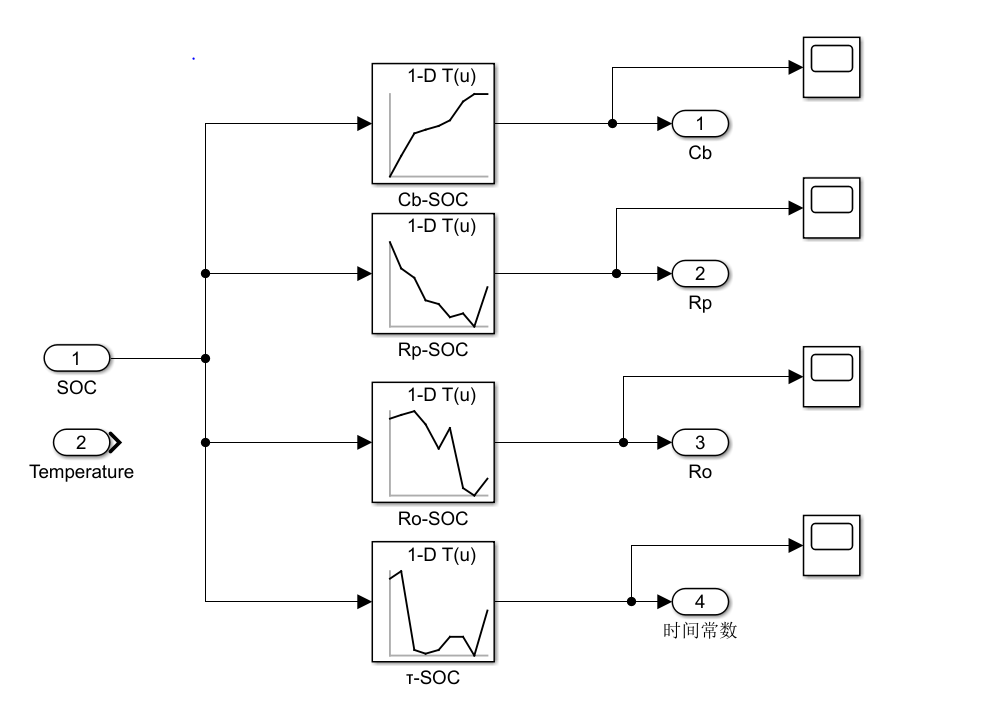 1-D T(u)
Cb-SOC
1
Cb
1-D T(u)
Rp-SOC
2
Rp
1
SOC
2
Temperature
1-D T(u)
Ro-SOC
3
Ro
1-D T(u)
τ-SOC
4
时间常数